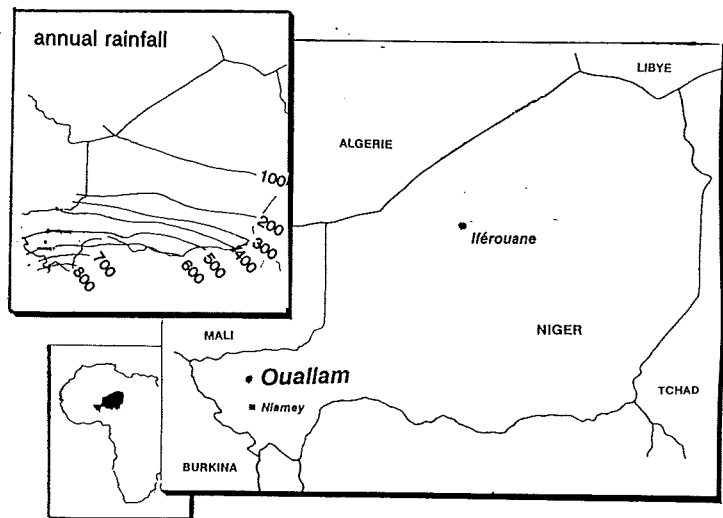 annual rainfall
100
200
300
400
500
600
700
800
LIBYE
ALGERIE
Iférouane
NIGER
MALI
Ouallam
Niamey
TCHAD
BURKINA